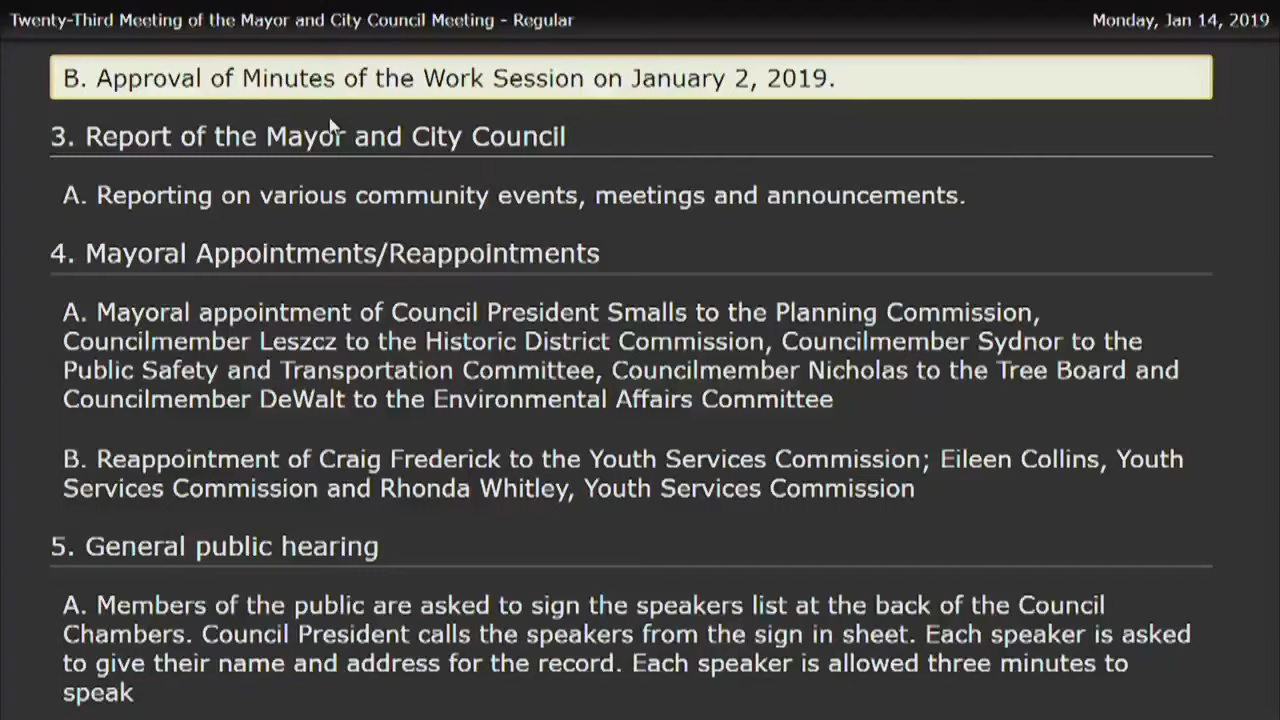 Twenty-Third Meeting of the Mayor and City Council Meeting - Regular
Monday, Jan 14, 2019
B. Approval of Minutes of the Work Session on January 2, 2019.
3. Report of the Mayor and City Council
A. Reporting on various community events, meetings and announcements.
4. Mayoral Appointments/Reappointments
A. Mayoral appointment of Council President Smalls to the Planning Commission,
Councilmember Leszcz to the Historic District Commission, Councilmember Sydnor to the
Public Safety and Transportation Committee, Councilmember Nicholas to the Tree Board and
Councilmember DeWalt to the Environmental Affairs Committee
B. Reappointment of Craig Frederick to the Youth Services Commission; Eileen Collins, Youth
Services Commission and Rhonda Whitley, Youth Services Commission
5. General public hearing
A. Members of the public are asked to sign the speakers list at the back of the Council
Chambers. Council President calls the speakers from the sign in sheet. Each speaker is asked
to give their name and address for the record. Each speaker is allowed three minutes to
speak